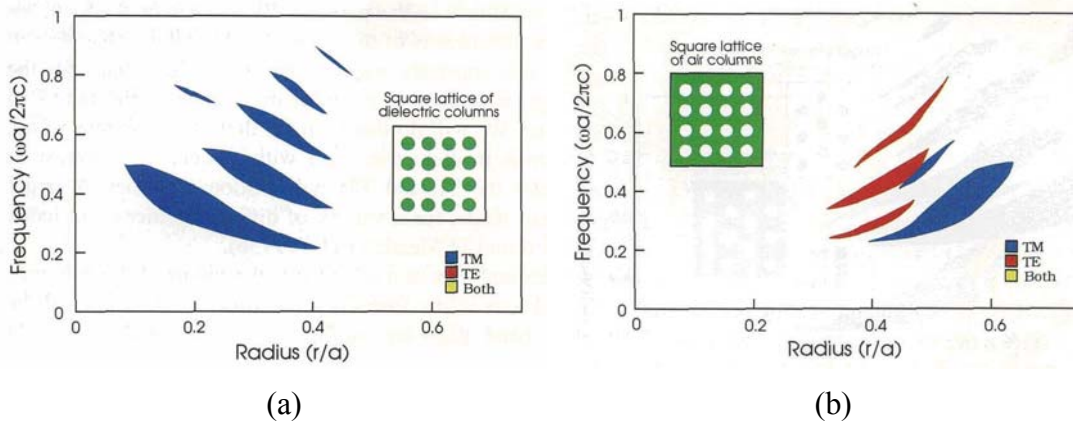 1
0.8
0.6
0.4
0.2
0
Frequency (ωa/2πc)
Square lattice of
dielectric columns
TM
TE
Both
0
0.2
0.4
0.6
Radius (r/a)
(a)
1
0.8
0.6
0.4
0.2
0
Frequency (ωa/2πc)
Square lattice
of air columns
TM
TE
Both
0
0.2
0.4
0.6
Radius (r/a)
(b)